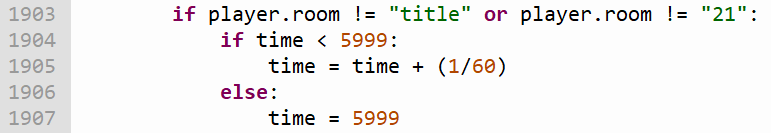 1903 if player.room != "title" or player.room != "21":
1904 if time < 5999:
1905 time = time + (1/60)
1906 else:
1907 time = 5999